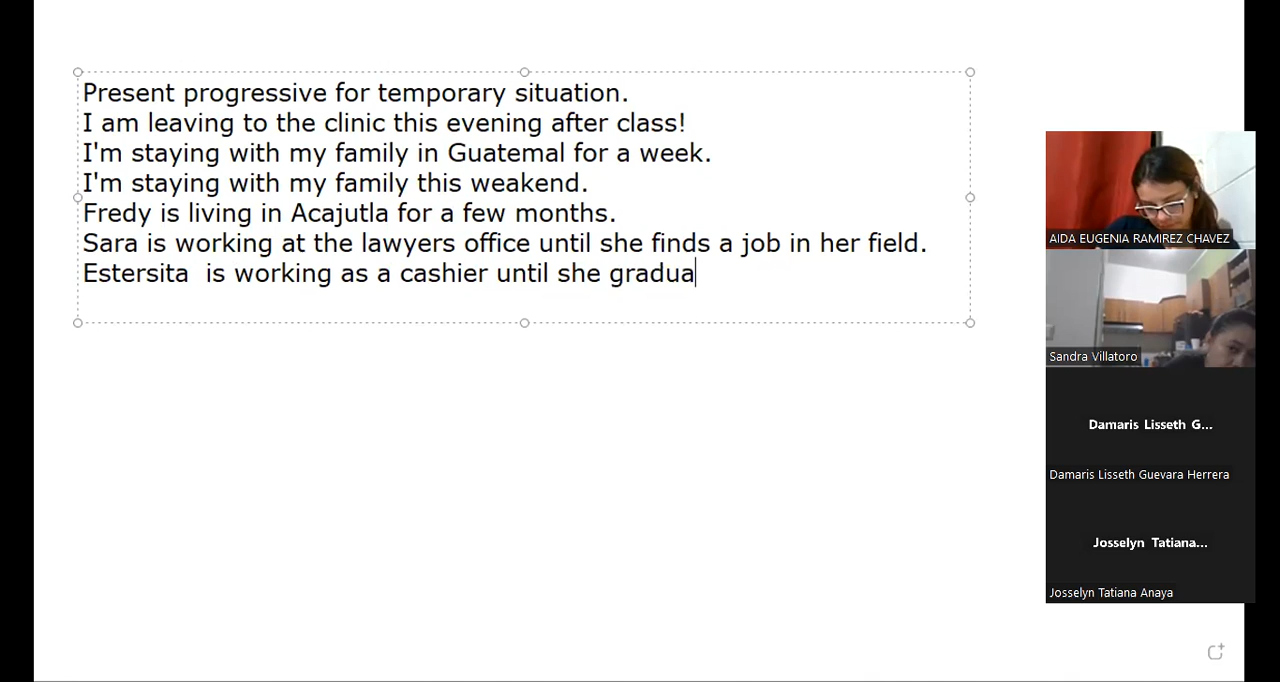 Present progressive for temporary situation.
I am leaving to the clinic this evening after class!
I'm staying with my family in Guatemal for a week.
I'm staying with my family this weakend.
Fredy is living in Acajutla for a few months.
Sara is working at the lawyers office until she finds a job in her field.
Estersita  is working as a cashier until she gradua
AIDA EUGENIA RAMIREZ CHAVEZ
Sandra Villatoro
Damaris Lisseth G...
Damaris Lisseth Guevara Herrera
Josselyn Tatiana...
Josselyn Tatiana Anaya